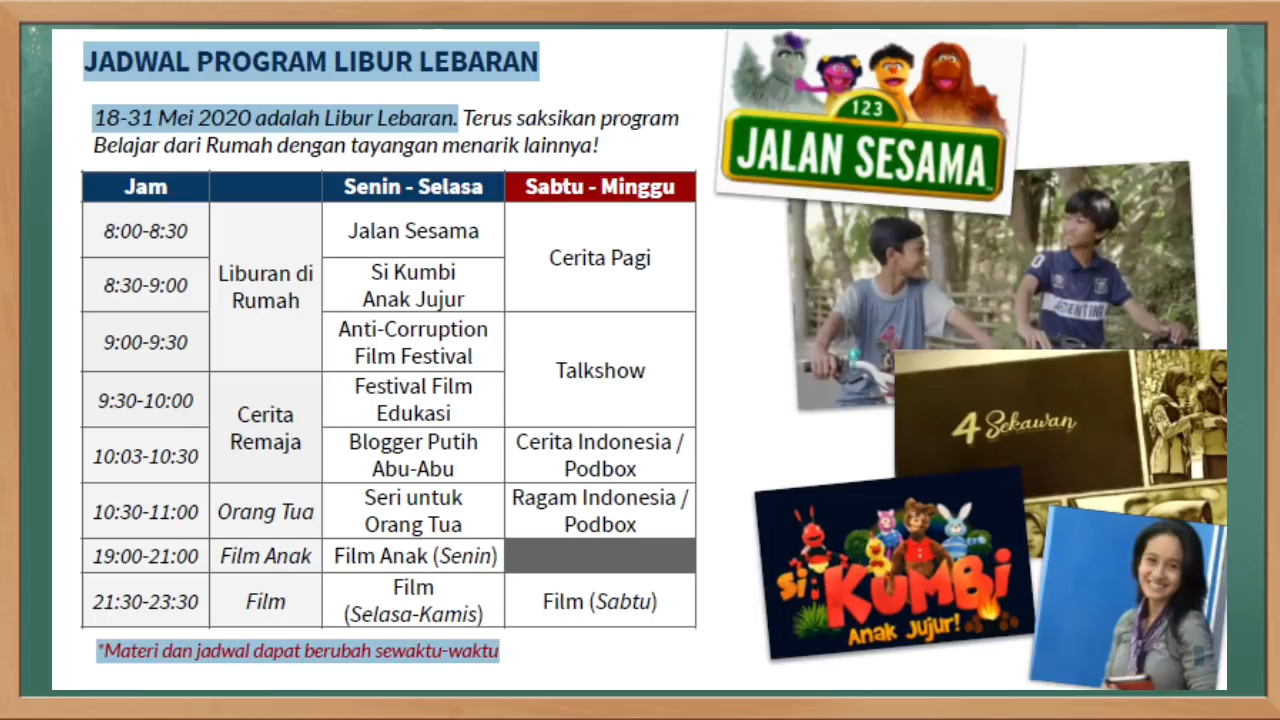 JADWAL PROGRAM LIBUR LEBARAN
18-31 Mei 2020 adalah Libur Lebaran. Terus saksikan program
Belajar dari Rumah dengan tayangan menarik lainnya!
Jam Senin - Selasa Sabtu - Minggu
8:00-8:30 Liburan di Rumah Jalan Sesama Cerita Pagi
8:30-9:00 Si Kumbi Anak Jujur
9:00-9:30 Anti-Corruption Film Festival Talkshow
9:30-10:00 Cerita Remaja Festival Film Edukasi
10:03-10:30 Blogger Putih Abu-Abu Cerita Indonesia / Podbox
10:30-11:00 Orang Tua Seri untuk Orang Tua Ragam Indonesia / Podbox
19:00-21:00 Film Anak Film Anak (Senin)
21:30-23:30 Film Film (Selasa-Kamis) Film (Sabtu)
*Materi dan jadwal dapat berubah sewaktu-waktu
123
JALAN SESAMA
4 Sekawan
Si KUMBi
Anak Jujur!